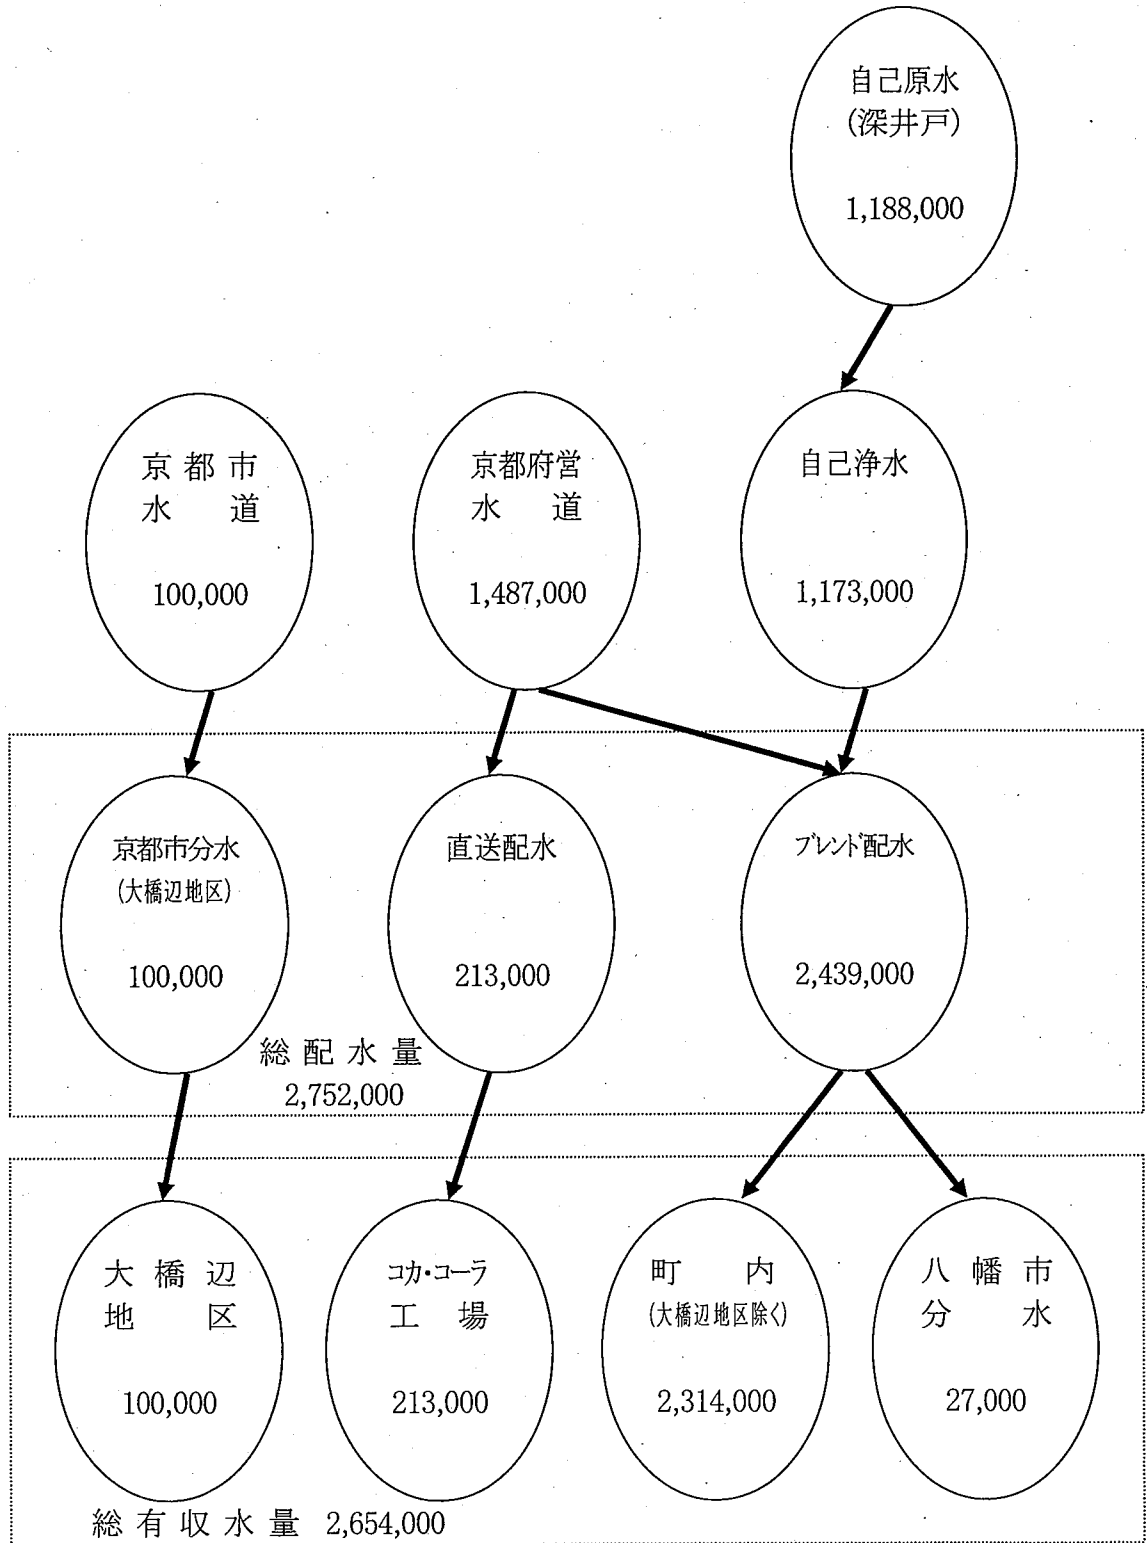 自己原水
(深井戸)
1,188,000
京都市
水道
100,000
京都府営
水道
1,487,000
自己浄水
1,173,000
京都市分水
(大橋辺地区)
100,000
直送配水
213,000
ブレンド配水
2,439,000
総配水量
2,752,000
大橋辺
地区
100,000
コカ・コーラ
工場
213,000
町内
(大橋辺地区除く)
2,314,000
八幡市
分水
27,000
総有収水量 2,654,000